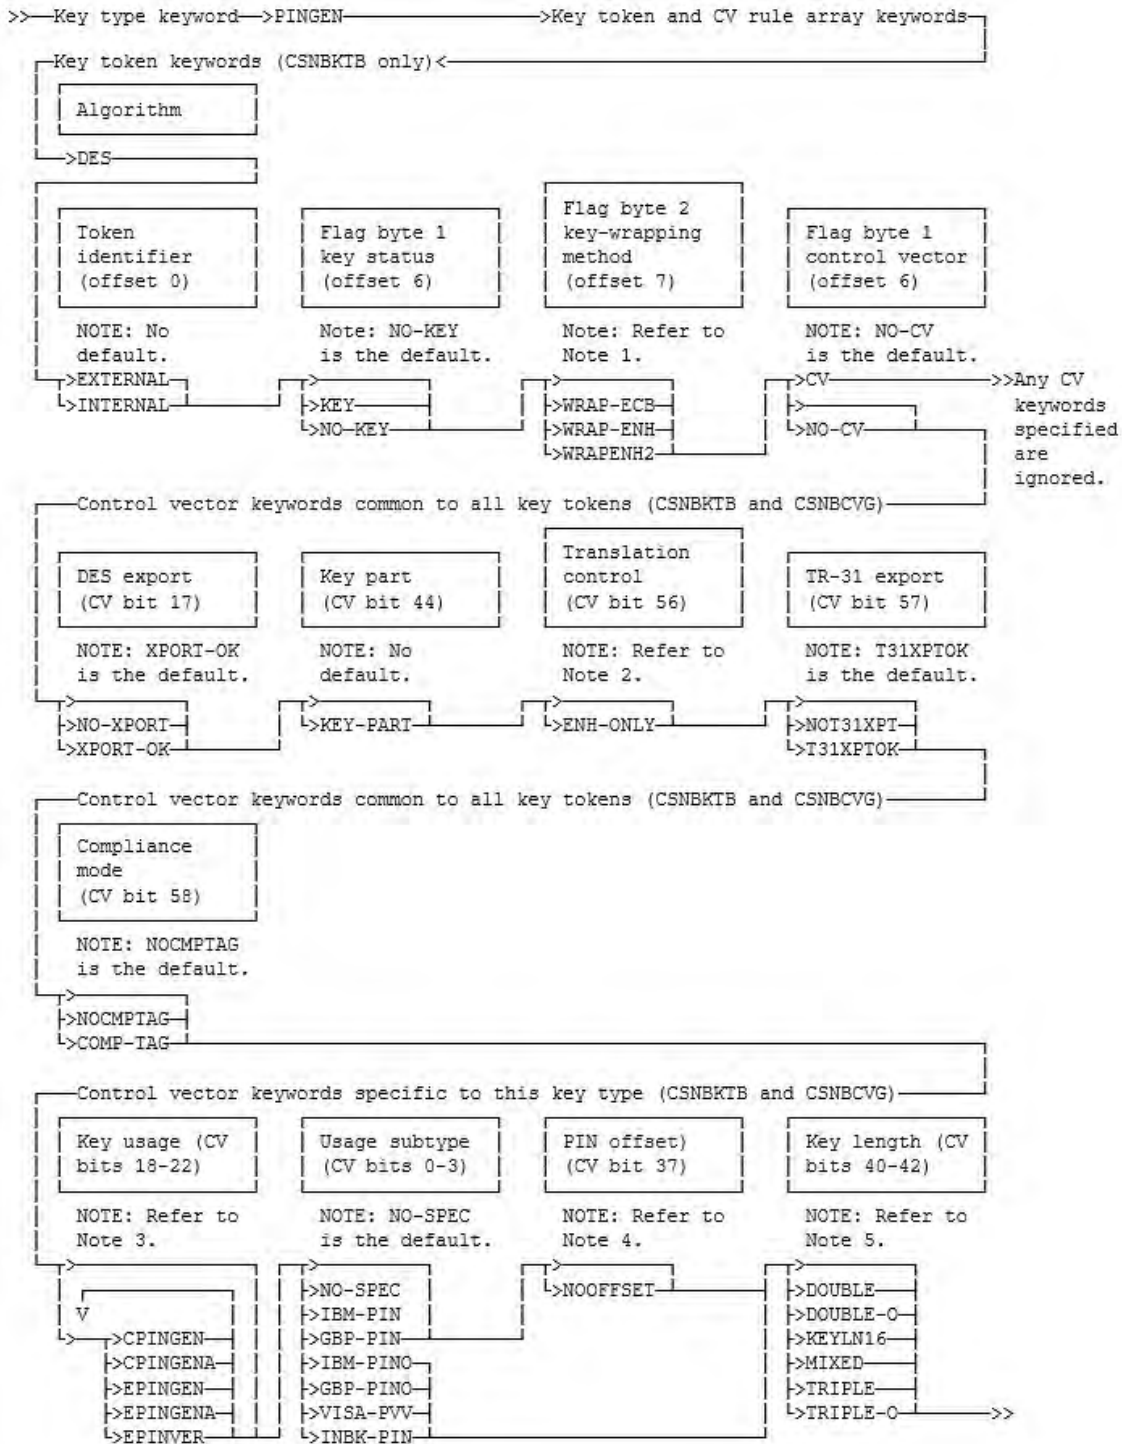 >>—Key type keyword—>PINGEN—>Key token and CV rule array keywords
Key token keywords (CSNBKTB only)<
Algorithm
>DES
Flag byte 2
Token Flag byte 1 key-wrapping Flag byte 1
identifier key status method control vector
(offset 0) (offset 6) (offset 7) (offset 6)
NOTE: No Note: NO-KEY Note: Refer to NOTE: NO-CV
default. is the default. Note 1. is the default.
>EXTERNAL > > >CV—>>Any CV
>INTERNAL >KEY >WRAP-ECB > keywords
>NO-KEY >WRAP-ENH >NO-CV specified
>WRAPENH2 are
ignored.
Control vector keywords common to all key tokens (CSNBKTB and CSNBCVG)
Translation
DES export Key part control TR-31 export
(CV bit 17) (CV bit 44) (CV bit 56) (CV bit 57)
NOTE: XPORT-OK NOTE: No NOTE: Refer to NOTE: T31XPTOK
is the default. default. Note 2. is the default.
> > > >
>NO-XPORT >KEY-PART >ENH-ONLY >NOT31XPT
>XPORT-OK >T31XPTOK
Control vector keywords common to all key tokens (CSNBKTB and CSNBCVG)
Compliance
mode
(CV bit 58)
NOTE: NOCMPTAG
is the default.
>
>NOCMPTAG
>COMP-TAG
Control vector keywords specific to this key type (CSNBKTB and CSNBCVG)
Key usage (CV Usage subtype PIN offset) Key length (CV
bits 18-22) (CV bits 0-3) (CV bit 37) bits 40-42)
NOTE: Refer to NOTE: NO-SPEC NOTE: Refer to NOTE: Refer to
Note 3. is the default. Note 4. Note 5.
> > > >
>NO-SPEC >NOOFFSET >DOUBLE
V >IBM-PIN >DOUBLE-O
> >CPINGEN >GBP-PIN >KEYLN16
>CPINGENA >IBM-PINO >MIXED
>EPINGEN >GBP-PINO >TRIPLE
>EPINGENA >VISA-PVV >TRIPLE-O—>>
>EPINVER >INBK-PIN